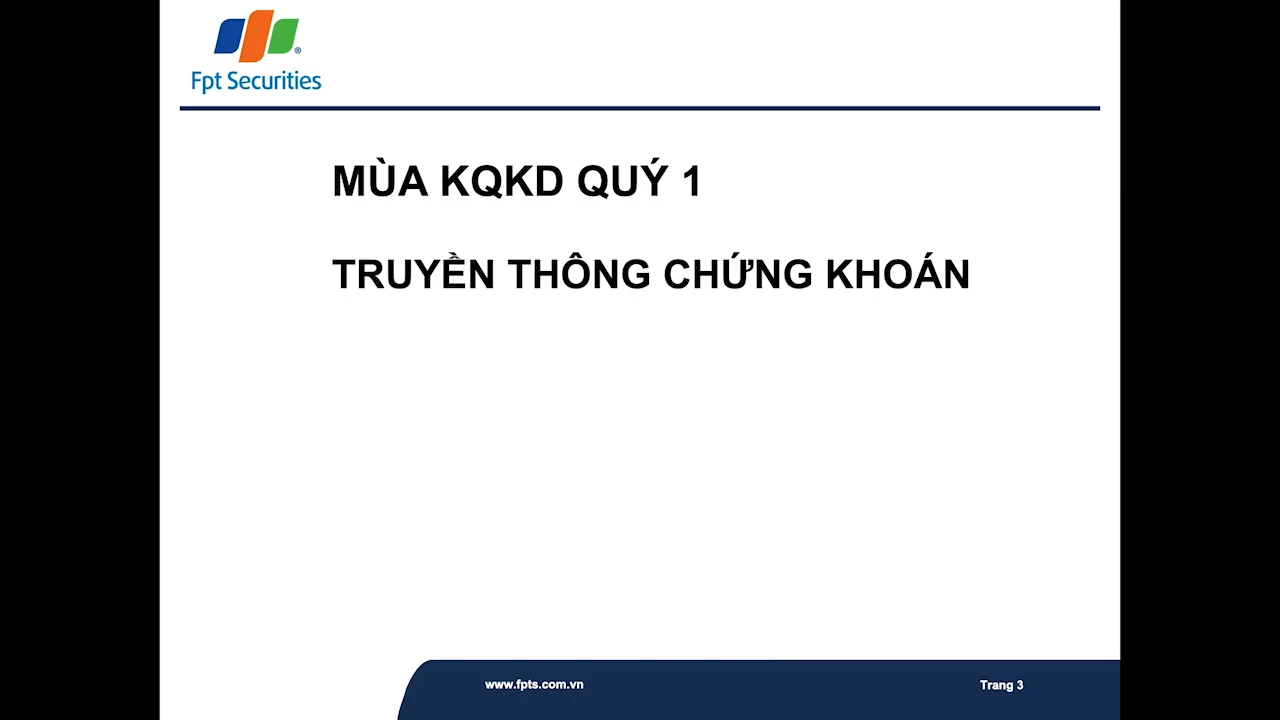 Fpt Securities
MÙA KQKD QUÝ 1
TRUYỀN THÔNG CHỨNG KHOÁN
www.fpts.com.vn
Trang 3